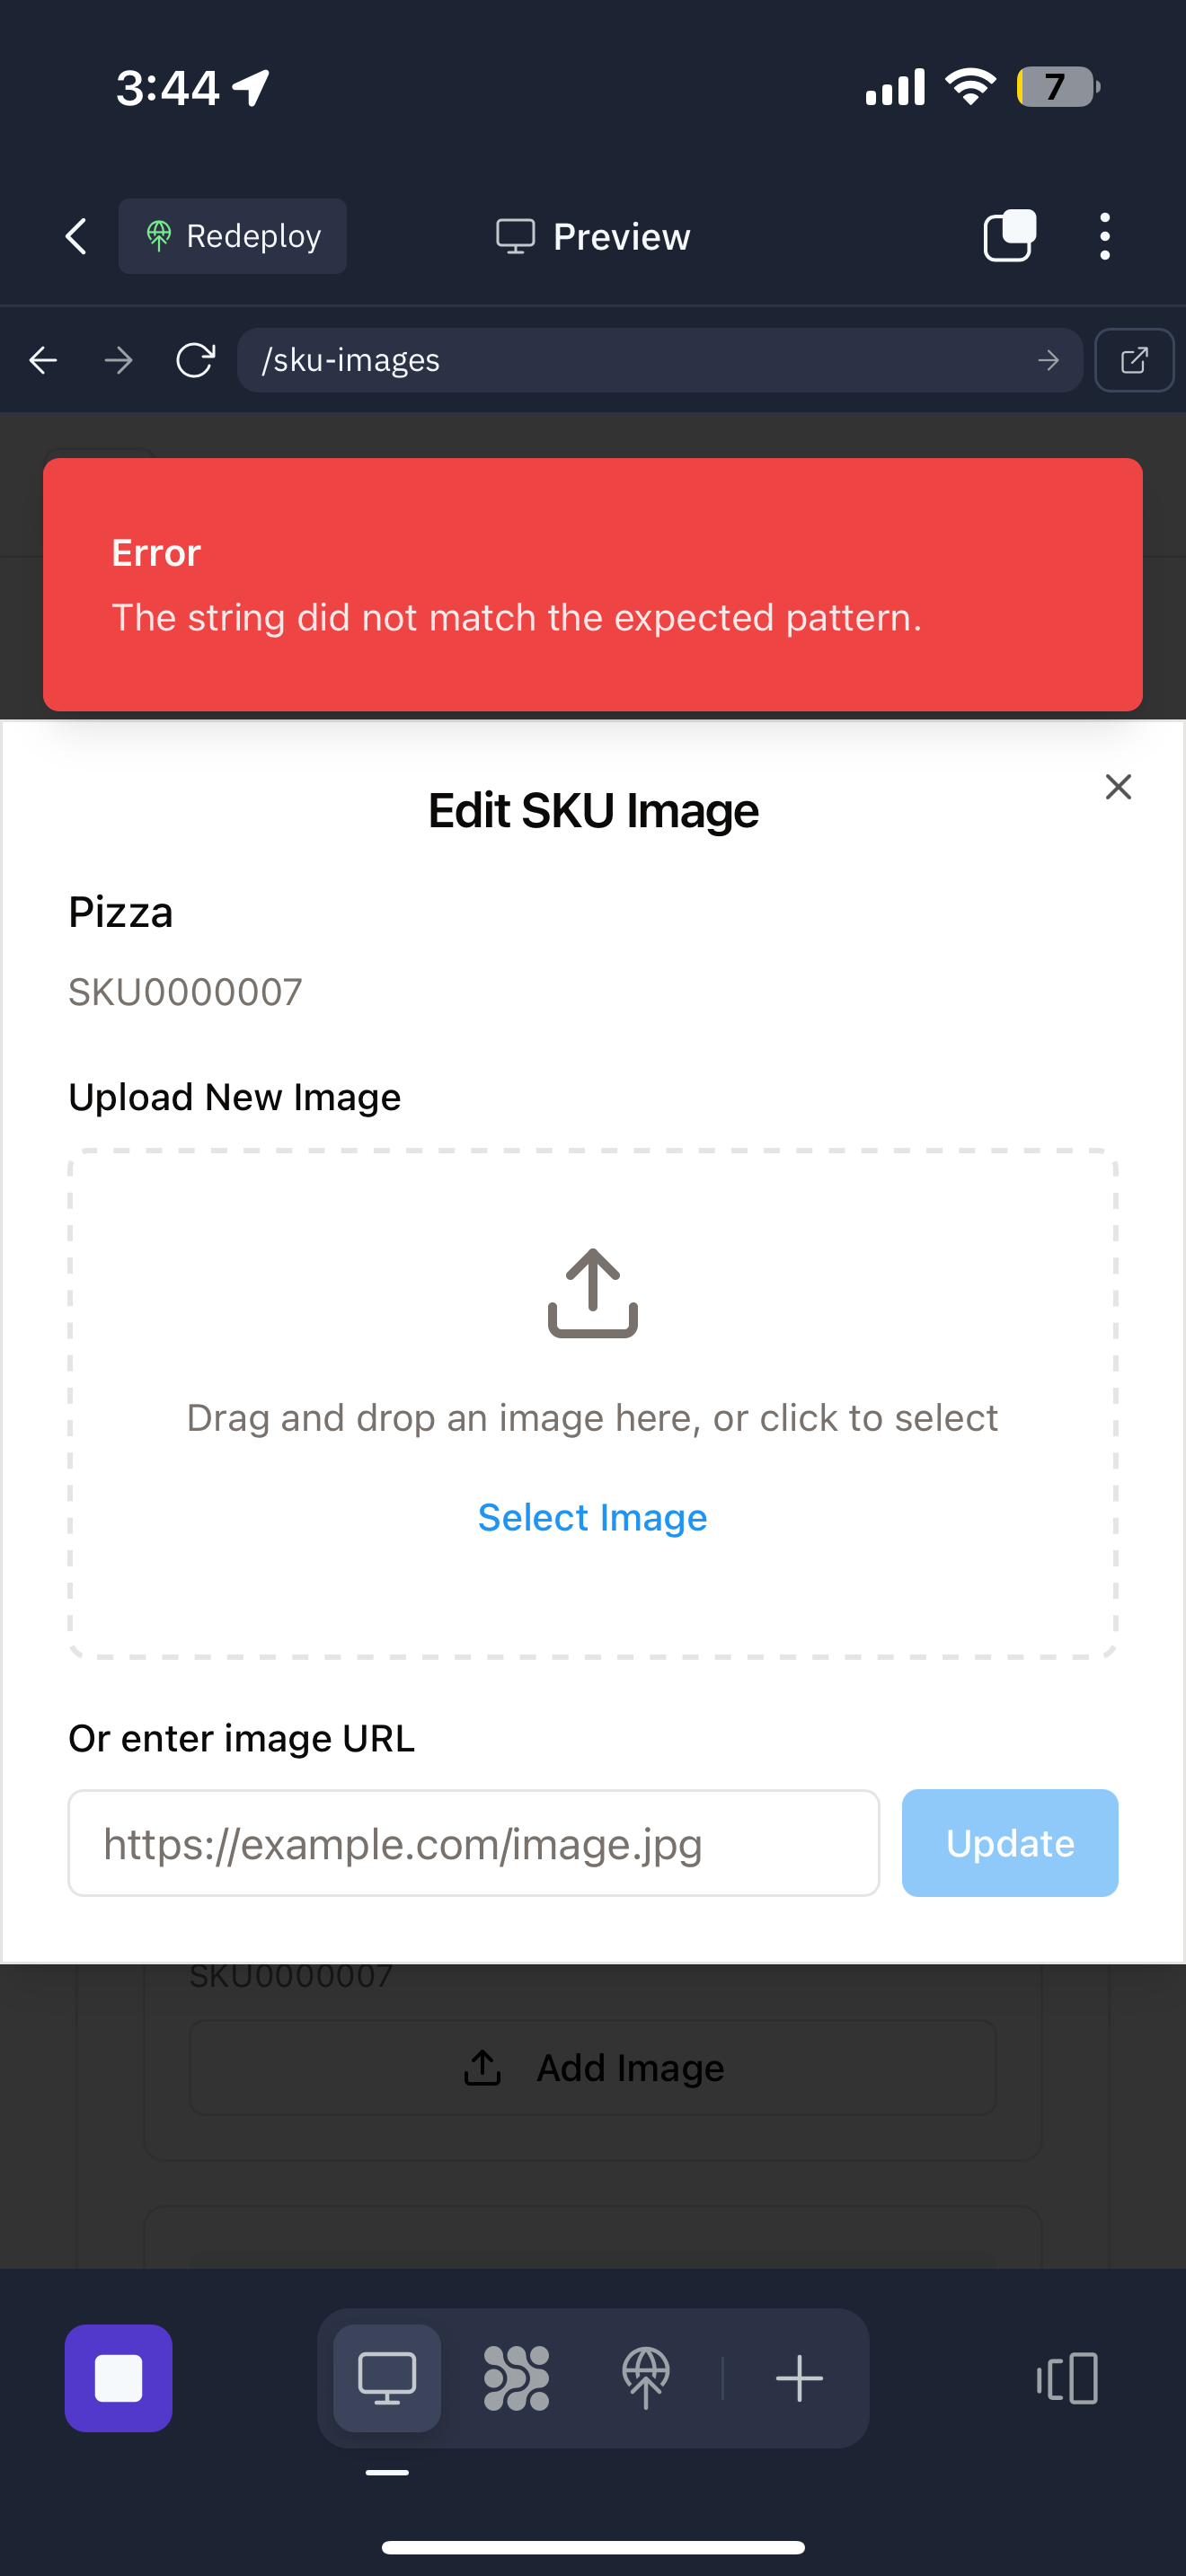 3:44
7
Redeploy
Preview
/sku-images
Error
The string did not match the expected pattern.
Edit SKU Image
Pizza
SKU0000007
Upload New Image
Drag and drop an image here, or click to select
Select Image
Or enter image URL
https://example.com/image.jpg
Update
SKU0000007
Add Image